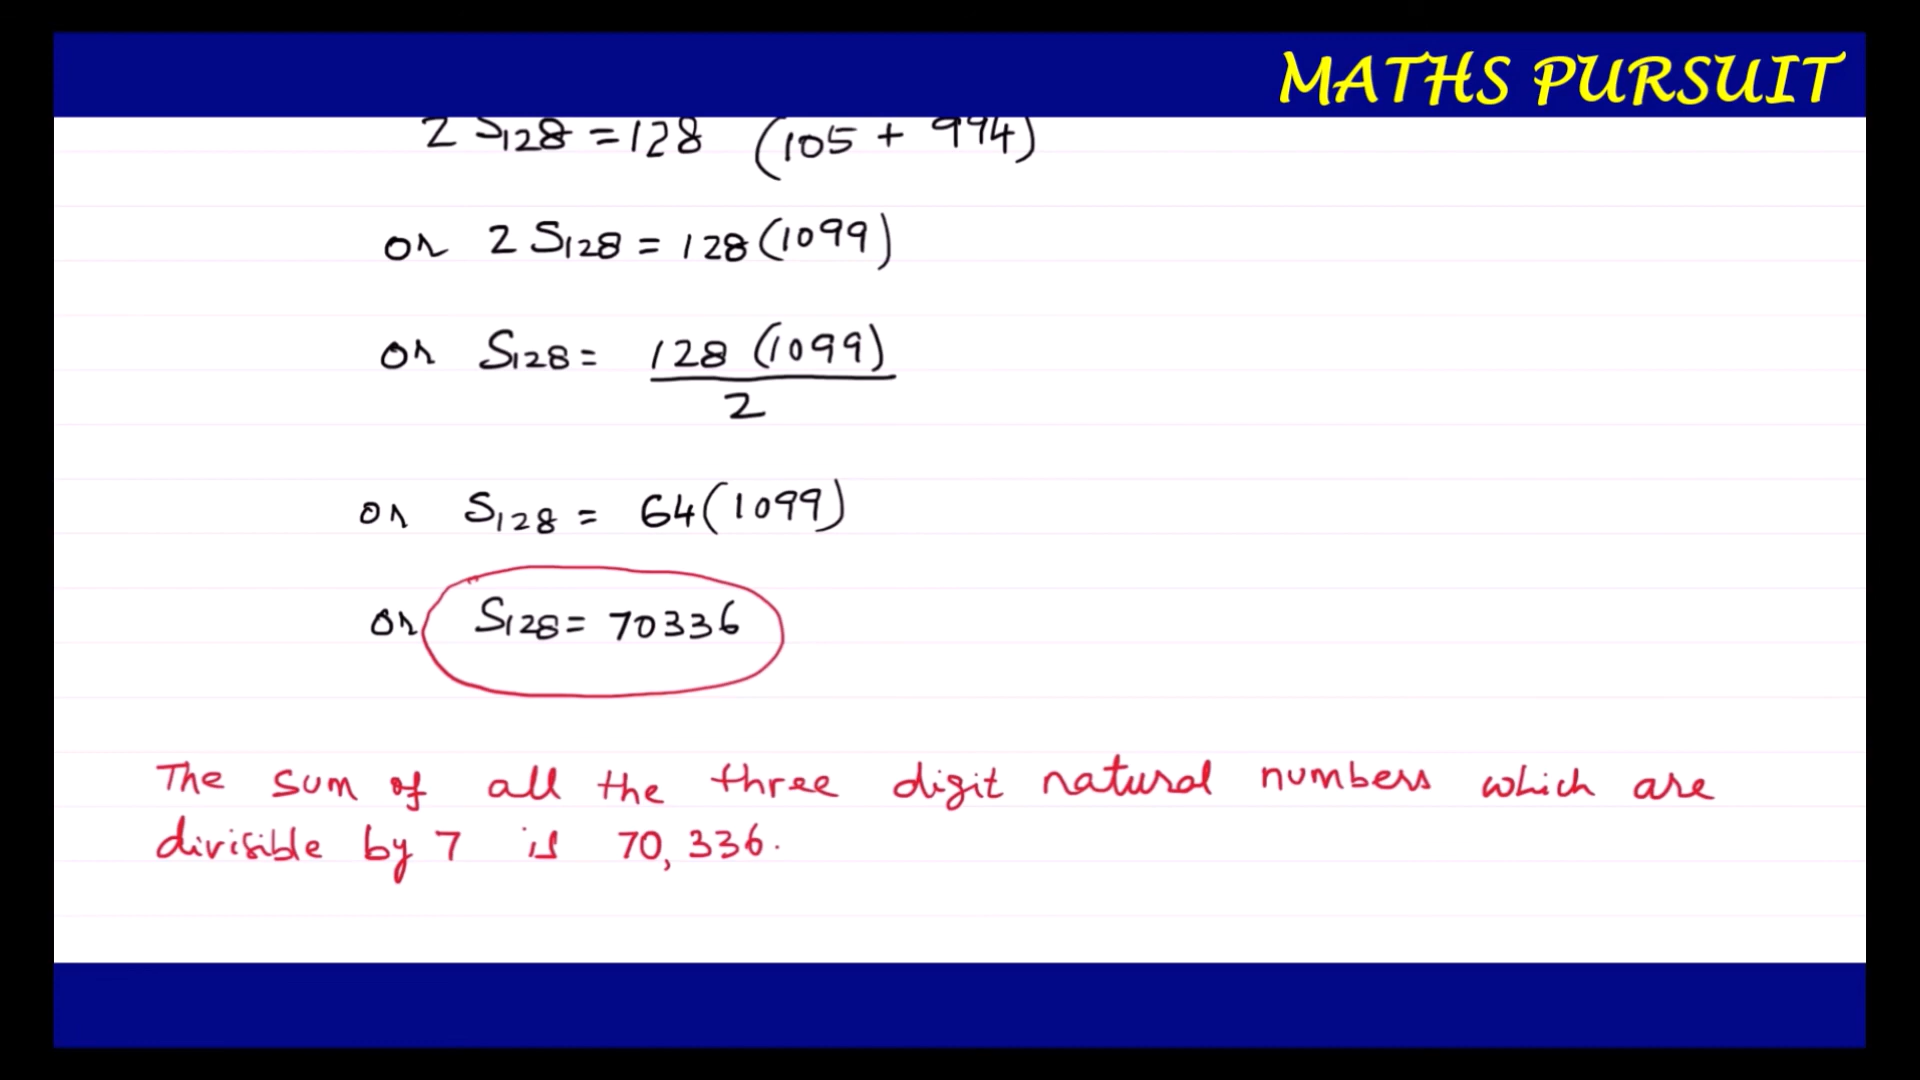 MATHS PURSUIT
2 S128 = 128 (105 + 994)
or 2 S128 = 128 (1099)
or S128 = 128 (1099)
2
or S128 = 64 (1099)
or S128 = 70336
The sum of all the three digit natural numbers which are
divisible by 7 is 70,336.